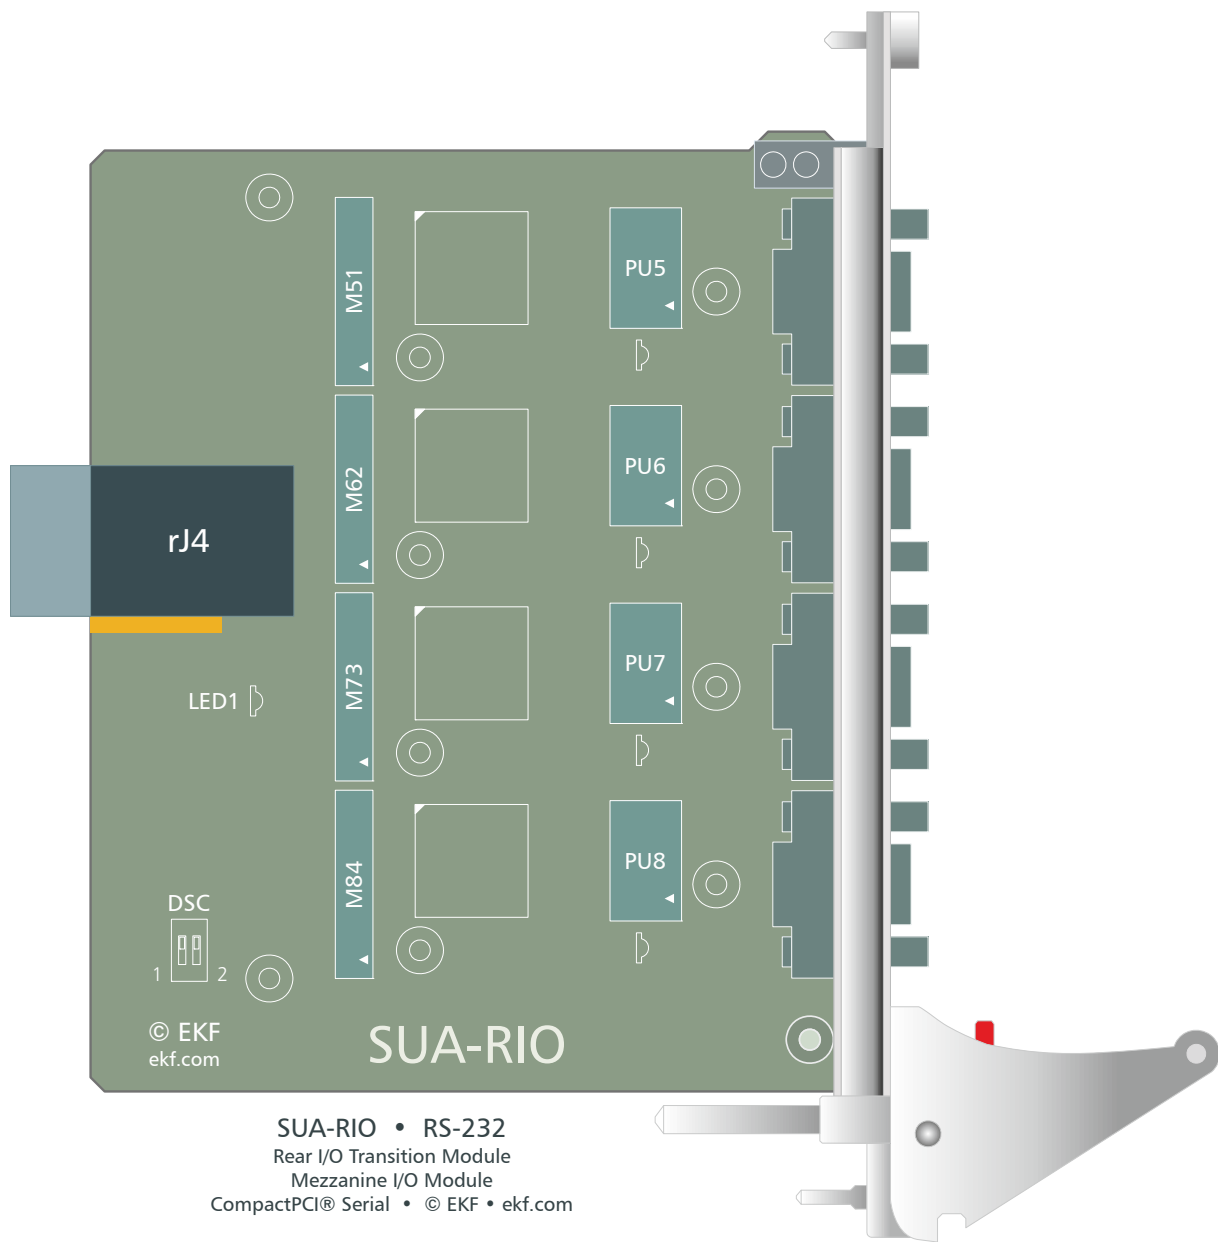 M51
PU5
M62
PU6
rJ4
M73
PU7
LED1
M84
PU8
DSC
1 2
© EKF
ekf.com
SUA-RIO
SUA-RIO • RS-232
Rear I/O Transition Module
Mezzanine I/O Module
CompactPCI® Serial • © EKF • ekf.com